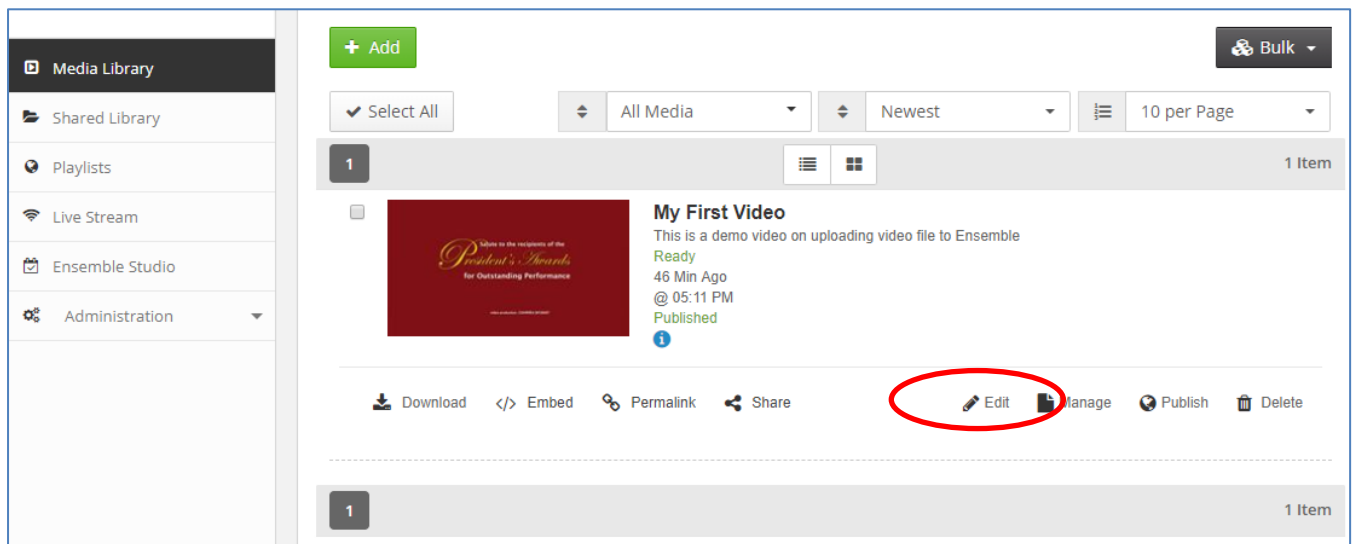 Media Library
Shared Library
Playlists
Live Stream
Ensemble Studio
Administration
+ Add
Bulk
Select All
All Media
Newest
10 per Page
1
1 Item
Salute to the recipients of the
President's Awards
for Outstanding Performance
My First Video
This is a demo video on uploading video file to Ensemble
Ready
46 Min Ago
@ 05:11 PM
Published
Download </> Embed Permalink Share Edit Manage Publish Delete
1
1 Item